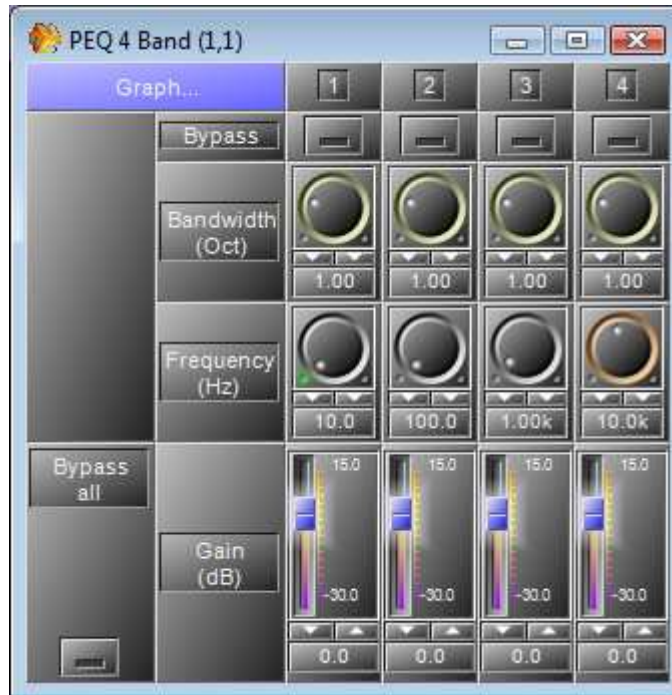 PEQ 4 Band (1,1)
Graph...
1 2 3 4
Bypass
Bandwidth
(Oct)
1.00 1.00 1.00 1.00
Frequency
(Hz)
10.0 100.0 1.00k 10.0k
Bypass
all
15.0 15.0 15.0 15.0
Gain
(dB)
-30.0 -30.0 -30.0 -30.0
0.0 0.0 0.0 0.0